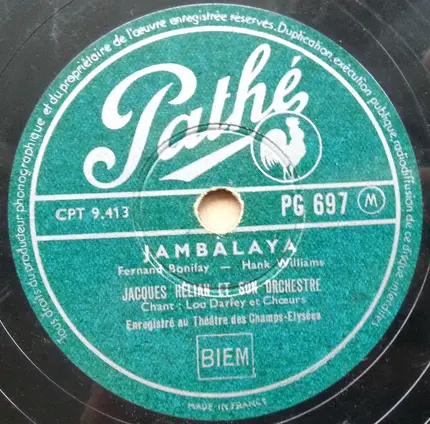 Tous droits du producteur phonographique et du propriétaire de l'œuvre enregistrée réservés. Duplication, exécution publique, radiodiffusion de ce disque interdites
Pathé
CPT 9.413
PG 697 M
JAMBALAYA
Fernand Bonifay — Hank Williams
JACQUES HÉLIAN ET SON ORCHESTRE
Chant : Lou Darley et Chœurs
Enregistré au Théâtre des Champs-Elysées
BIEM
MADE IN FRANCE